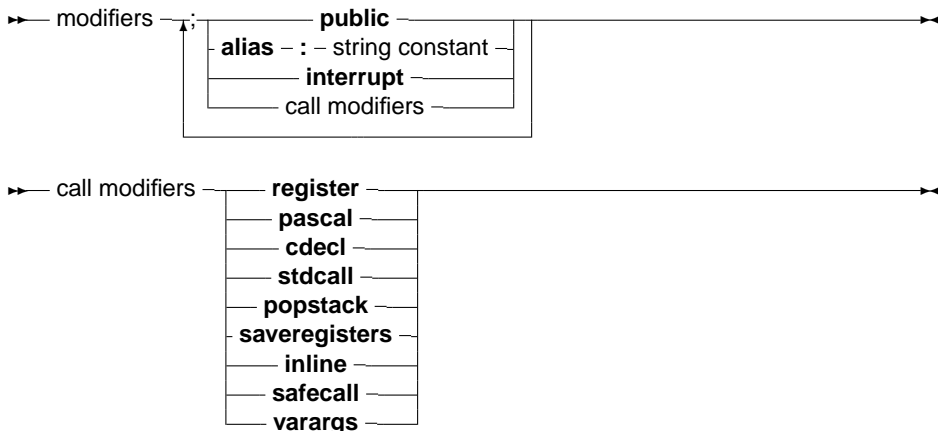 modifiers ; public
alias : string constant
interrupt
call modifiers
call modifiers register
pascal
cdecl
stdcall
popstack
saveregisters
inline
safecall
varargs